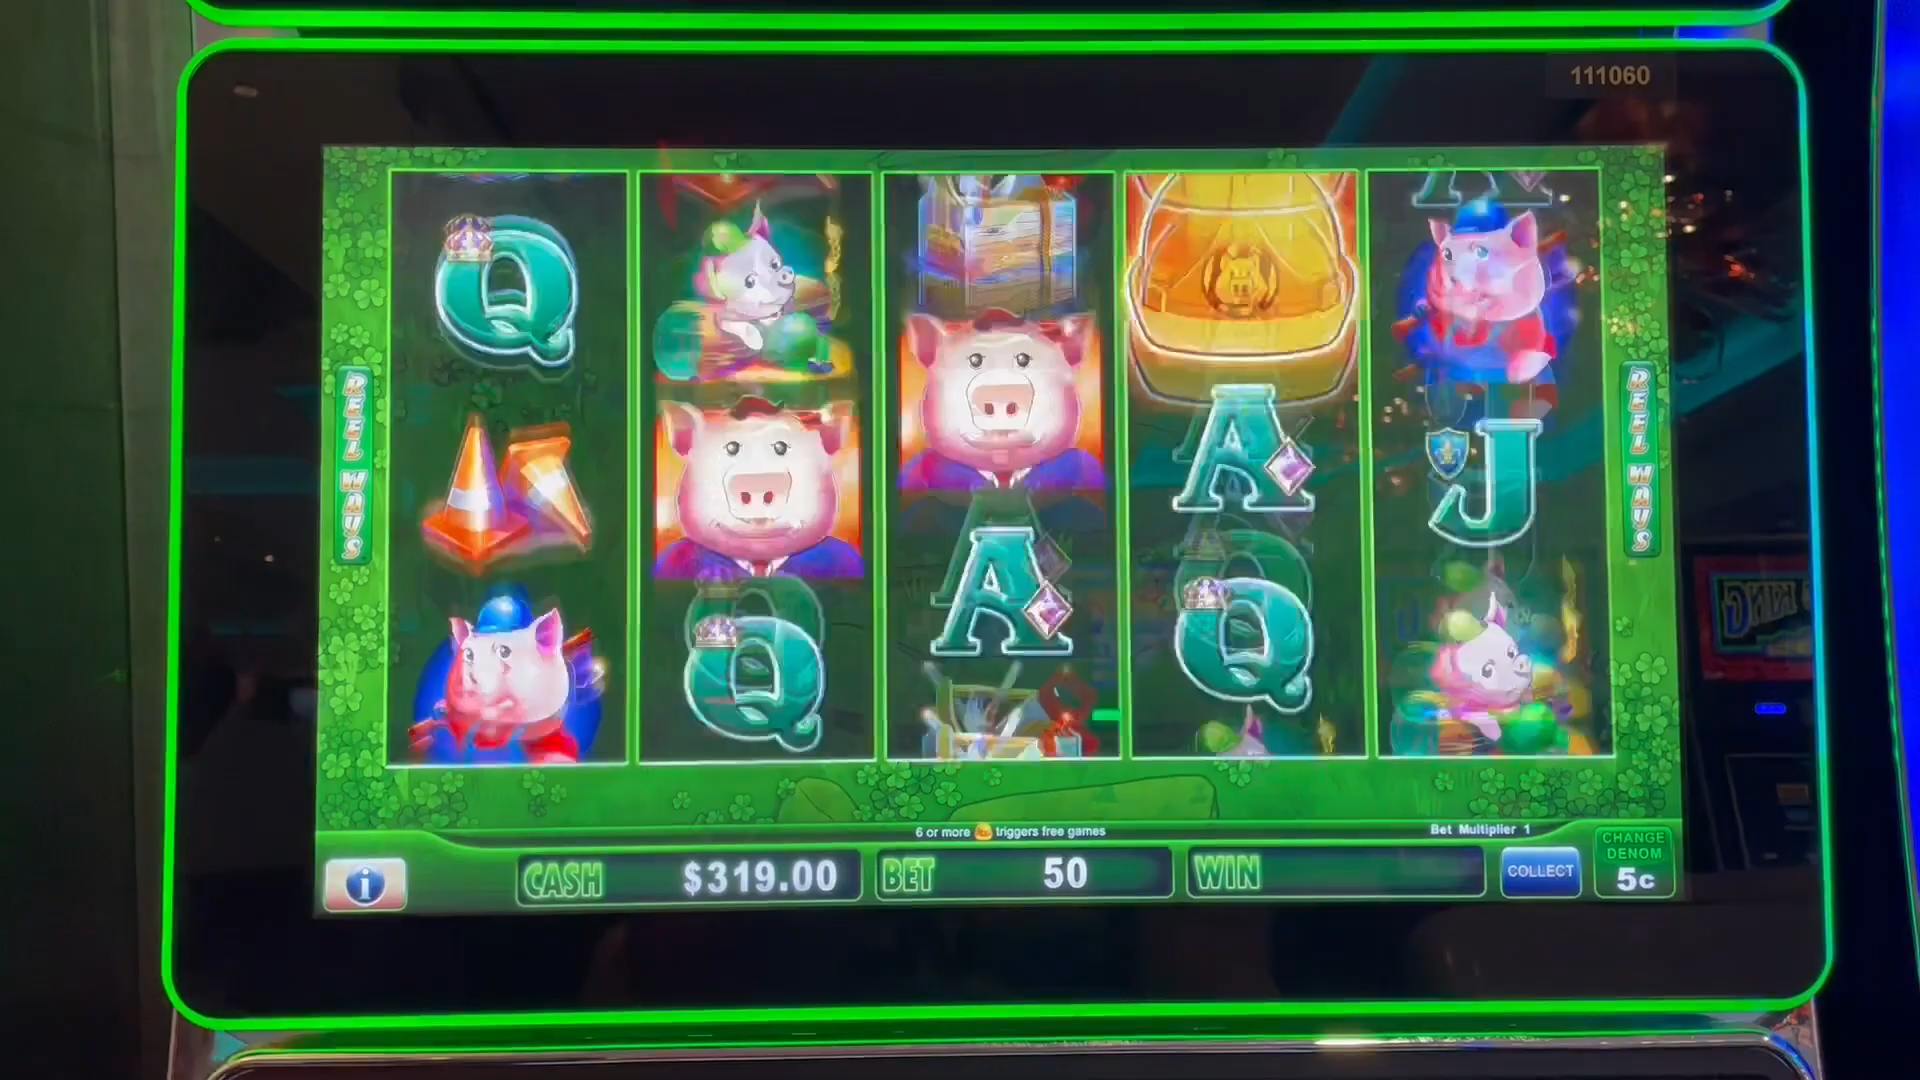 111060
Q
A
A
J
REEL WAYS
REEL WAYS
Q
A
Q
6 or more triggers free games
Bet Multiplier 1
CHANGE
DENOM
CASH $319.00
BET 50
WIN
COLLECT
5c
i
KING